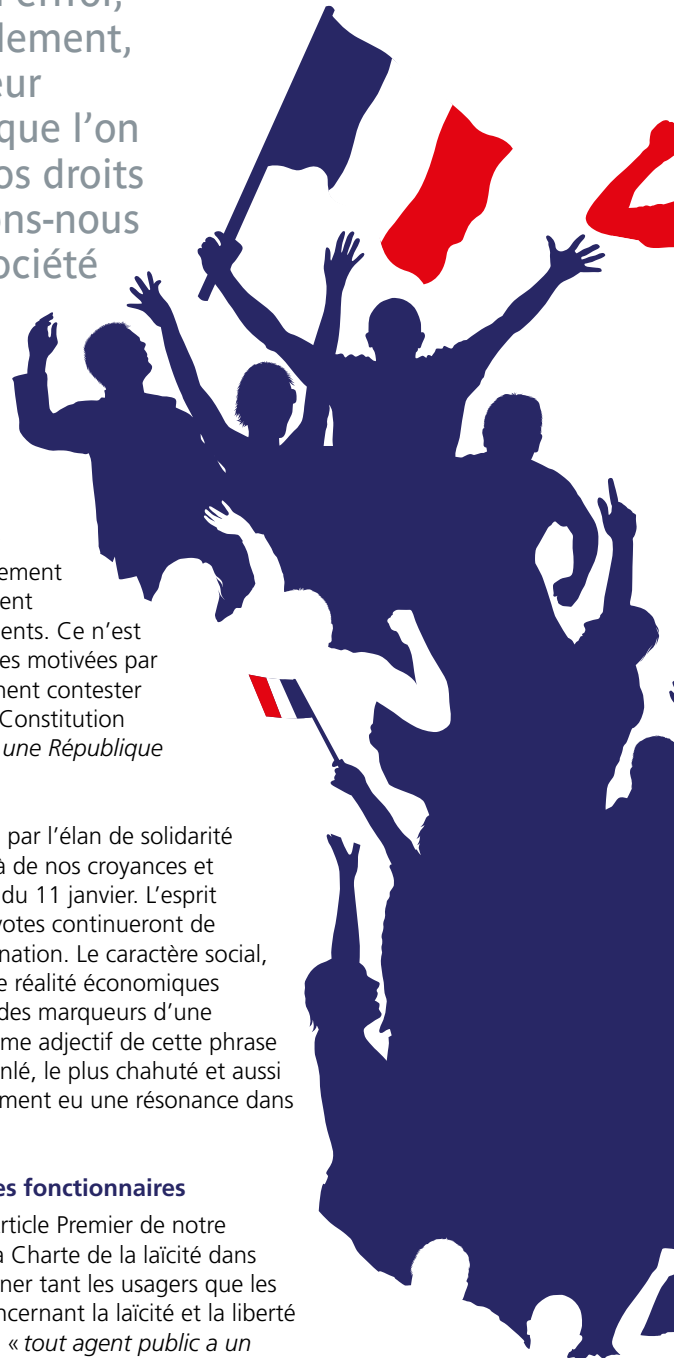 dement,
eur
que l'on
os droits
ns-nous
ociété
ement
ent
ents. Ce n'est
es motivées par
ment contester
Constitution
une République
par l'élan de solidarité
à de nos croyances et
du 11 janvier. L'esprit
votes continueront de
nation. Le caractère social,
e réalité économiques
des marqueurs d'une
me adjectif de cette phrase
nlé, le plus chahuté et aussi
ment eu une résonance dans
es fonctionnaires
rticle Premier de notre
a Charte de la laïcité dans
ner tant les usagers que les
ncernant la laïcité et la liberté
« tout agent public a un